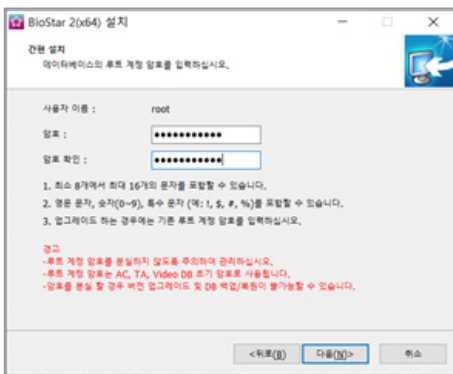 BioStar 2(x64) 설치
간편 설치
데이터베이스의 루트 계정 암호를 입력하십시오.
사용자 이름 : root
암호 : ●●●●●●●●●●●
암호 확인 : ●●●●●●●●●●●
1. 최소 8개에서 최대 16개의 문자를 포함할 수 있습니다.
2. 영문 문자, 숫자(0~9), 특수 문자 (예: !, $, #, %)를 포함할 수 있습니다.
3. 업그레이드 하는 경우에는 기존 루트 계정 암호를 입력하십시오.
경고
-루트 계정 암호를 분실하지 않도록 주의하여 관리하십시오.
-루트 계정 암호는 AC, TA, Video DB 초기 암호로 사용됩니다.
-암호를 분실 할 경우 버전 업그레이드 및 DB 백업/복원이 불가능할 수 있습니다.
<뒤로(B) 다음(N)> 취소